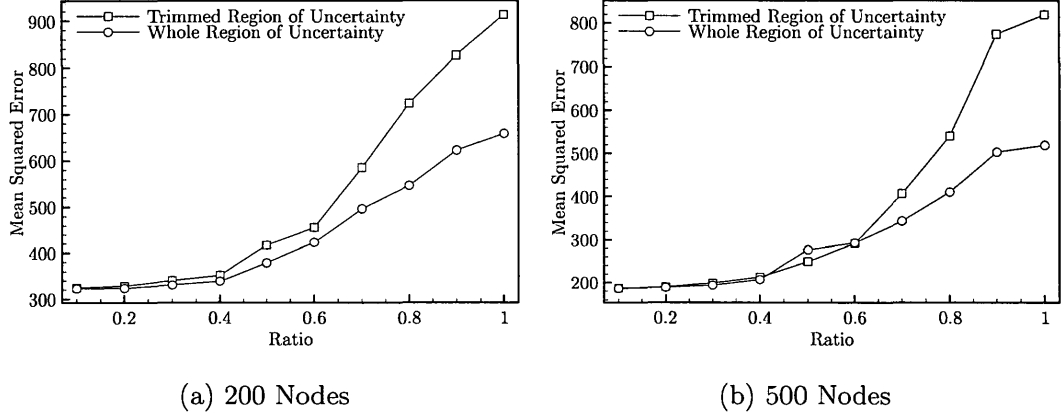 Trimmed Region of Uncertainty
Whole Region of Uncertainty
900
800
700
600
500
400
300
Mean Squared Error
0.2 0.4 0.6 0.8 1
Ratio
(a) 200 Nodes
Trimmed Region of Uncertainty
Whole Region of Uncertainty
800
700
600
500
400
300
200
Mean Squared Error
0.2 0.4 0.6 0.8 1
Ratio
(b) 500 Nodes